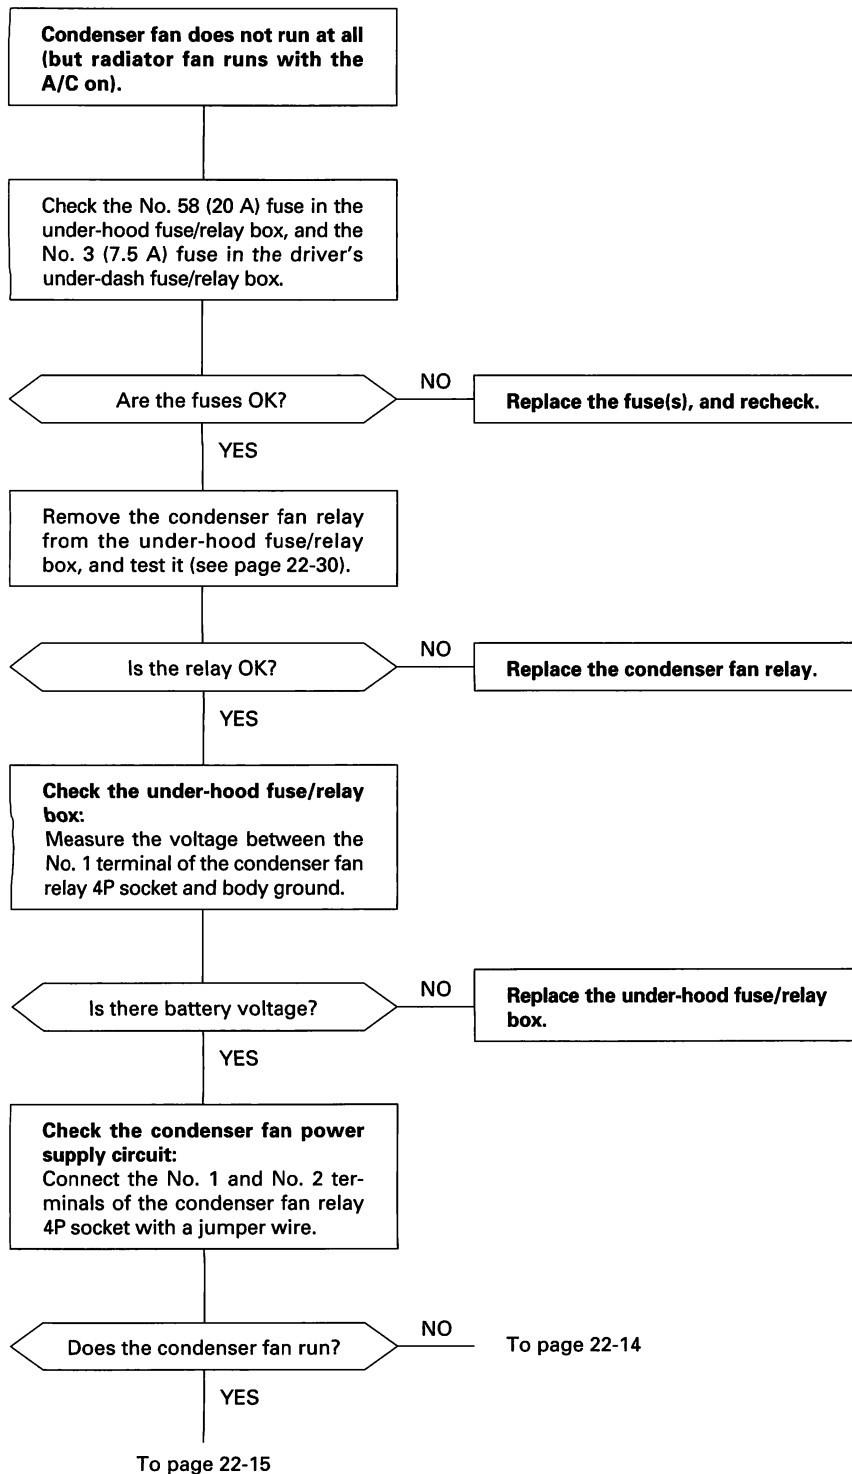 Condenser fan does not run at all
(but radiator fan runs with the
A/C on).
Check the No. 58 (20 A) fuse in the
under-hood fuse/relay box, and the
No. 3 (7.5 A) fuse in the driver's
under-dash fuse/relay box.
Are the fuses OK?
NO
Replace the fuse(s), and recheck.
YES
Remove the condenser fan relay
from the under-hood fuse/relay
box, and test it (see page 22-30).
Is the relay OK?
NO
Replace the condenser fan relay.
YES
Check the under-hood fuse/relay
box:
Measure the voltage between the
No. 1 terminal of the condenser fan
relay 4P socket and body ground.
Is there battery voltage?
NO
Replace the under-hood fuse/relay
box.
YES
Check the condenser fan power
supply circuit:
Connect the No. 1 and No. 2 ter-
minals of the condenser fan relay
4P socket with a jumper wire.
Does the condenser fan run?
NO
To page 22-14
YES
To page 22-15